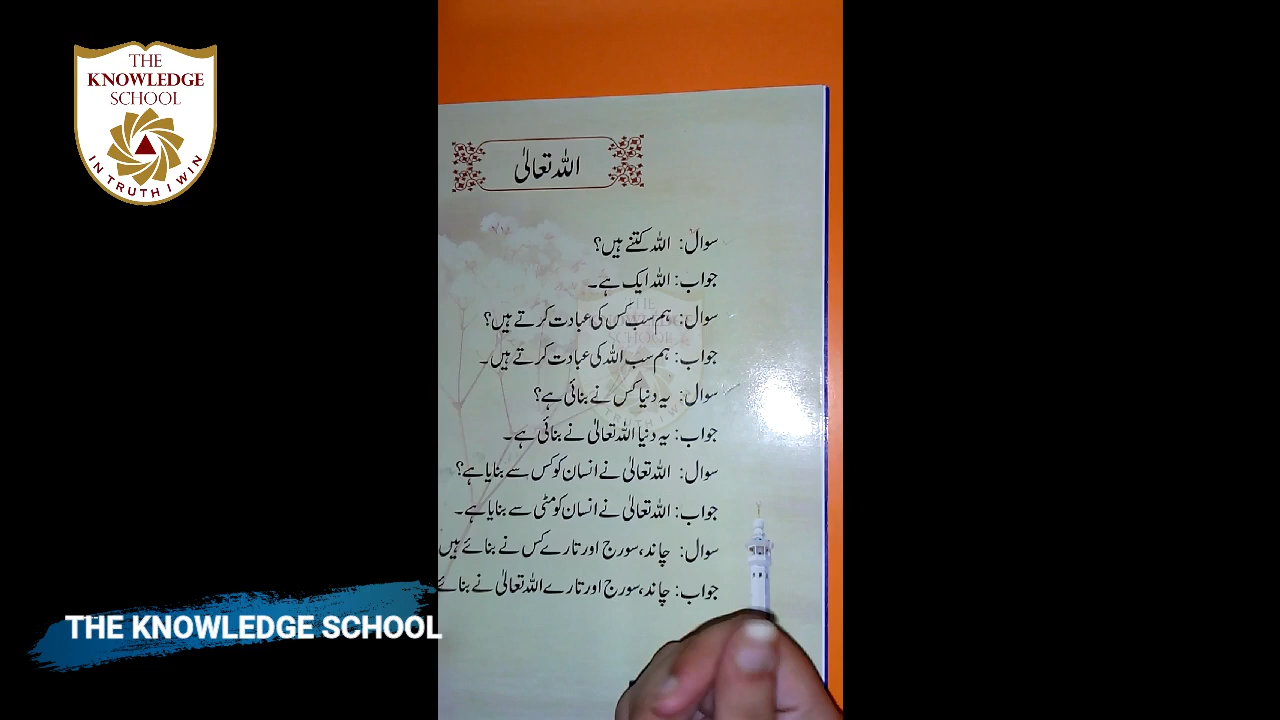 THE
KNOWLEDGE
SCHOOL
IN TRUTH I WIN
اللہ تعالیٰ
سوال: اللہ کتنے ہیں؟
جواب: اللہ ایک ہے۔
سوال: ہم سب کس کی عبادت کرتے ہیں؟
جواب: ہم سب اللہ کی عبادت کرتے ہیں۔
سوال: یہ دنیا کس نے بنائی ہے؟
جواب: یہ دنیا اللہ تعالیٰ نے بنائی ہے۔
سوال: اللہ تعالیٰ نے انسان کو کس سے بنایا ہے؟
جواب: اللہ تعالیٰ نے انسان کو مٹی سے بنایا ہے۔
سوال: چاند، سورج اور تارے کس نے بنائے ہیں
جواب: چاند، سورج اور تارے اللہ تعالیٰ نے بنائے
THE KNOWLEDGE SCHOOL